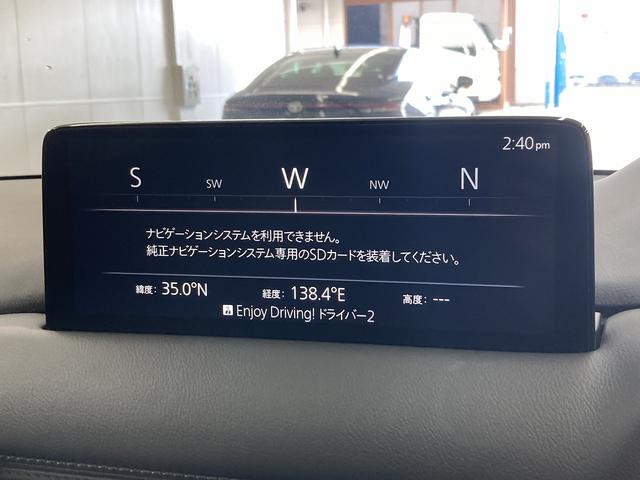 2:40pm
S SW W NW N
ナビゲーションシステムを利用できません。
純正ナビゲーションシステム専用のSDカードを装着してください。
緯度: 35.0°N 経度: 138.4°E 高度: ---
Enjoy Driving! ドライバー2